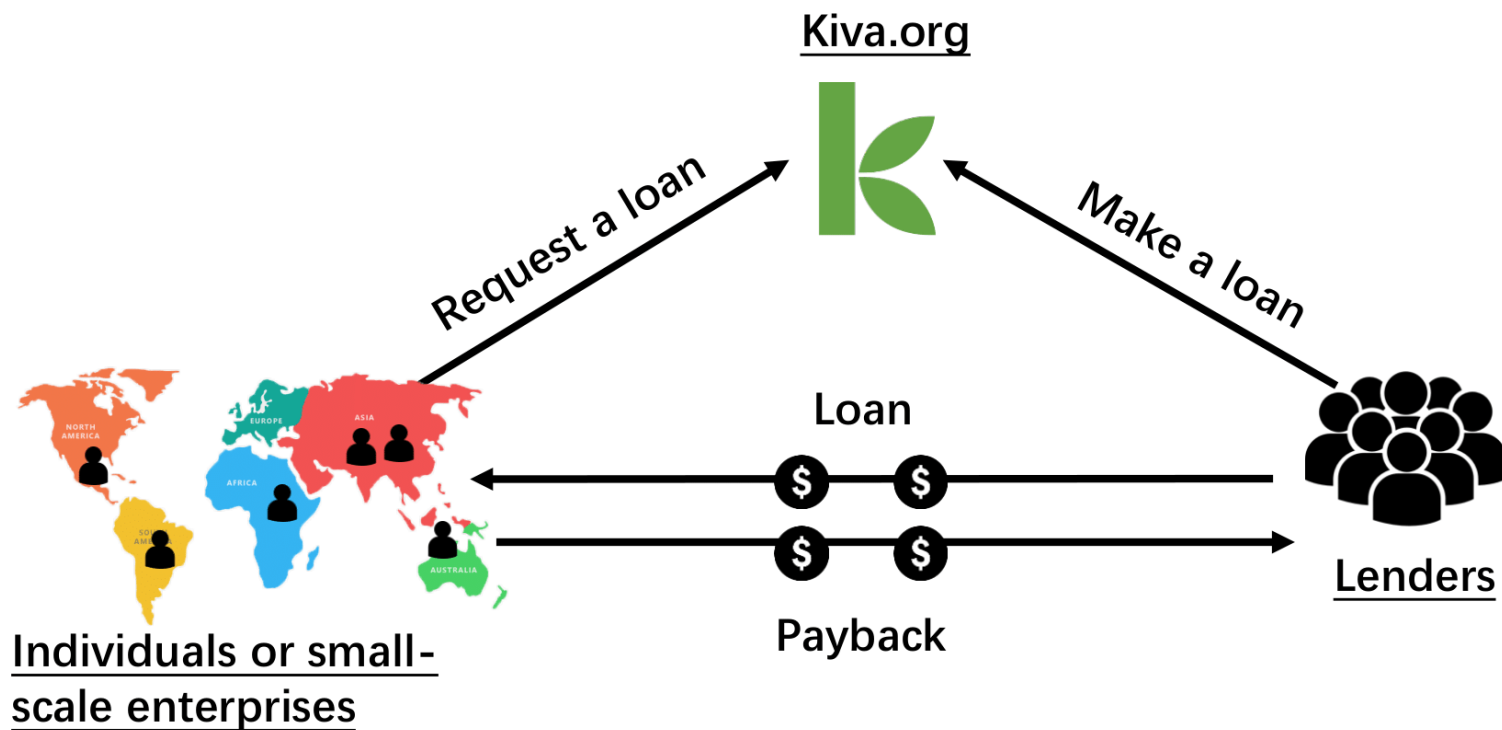 Kiva.org
Request a loan
Make a loan
NORTH
AMERICA
EUROPE
ASIA
AFRICA
AUSTRALIA
Loan
$ $
$ $
Payback
Lenders
Individuals or small-
scale enterprises